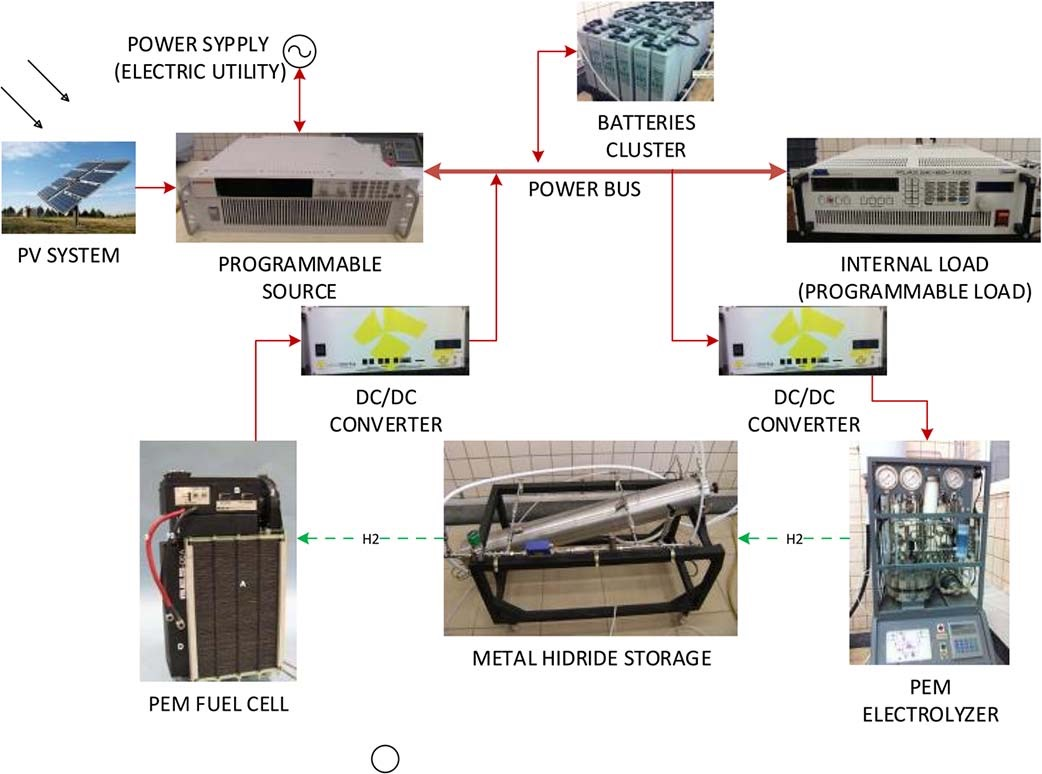 POWER SYPPLY
(ELECTRIC UTILITY)
BATTERIES
CLUSTER
POWER BUS
PV SYSTEM
PROGRAMMABLE
SOURCE
INTERNAL LOAD
(PROGRAMMABLE LOAD)
DC/DC
CONVERTER
DC/DC
CONVERTER
H2
H2
A
PEM FUEL CELL
METAL HIDRIDE STORAGE
PEM
ELECTROLYZER